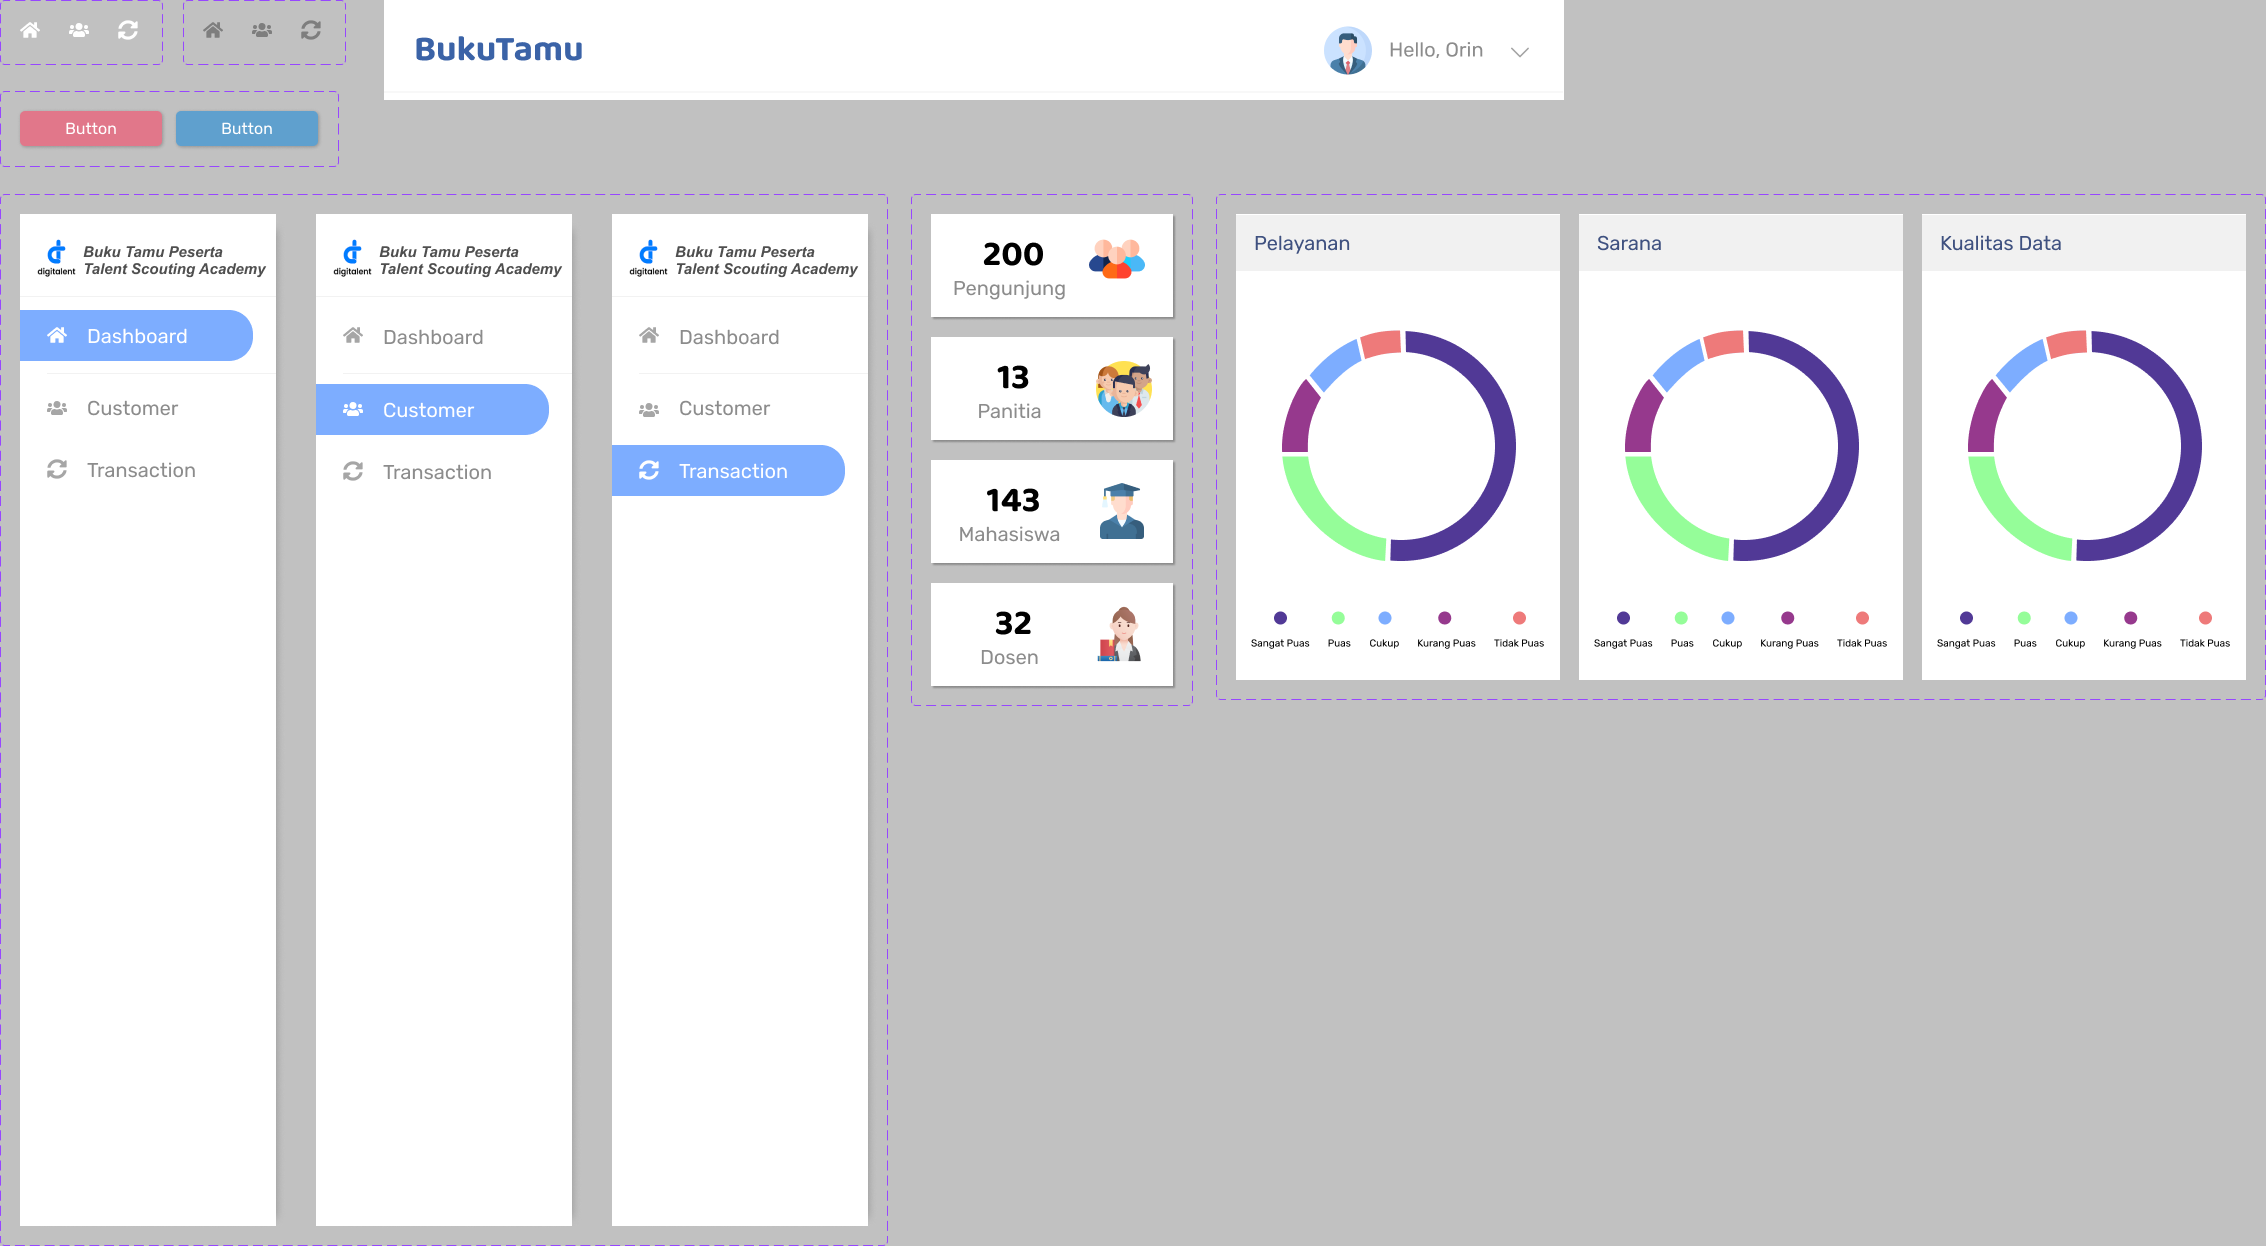 BukuTamu
Hello, Orin
Button
Button
digitalent
Buku Tamu Peserta
Talent Scouting Academy
Dashboard
Customer
Transaction
digitalent
Buku Tamu Peserta
Talent Scouting Academy
Dashboard
Customer
Transaction
digitalent
Buku Tamu Peserta
Talent Scouting Academy
Dashboard
Customer
Transaction
200
Pengunjung
13
Panitia
143
Mahasiswa
32
Dosen
Pelayanan
Sangat Puas Puas Cukup Kurang Puas Tidak Puas
Sarana
Sangat Puas Puas Cukup Kurang Puas Tidak Puas
Kualitas Data
Sangat Puas Puas Cukup Kurang Puas Tidak Puas